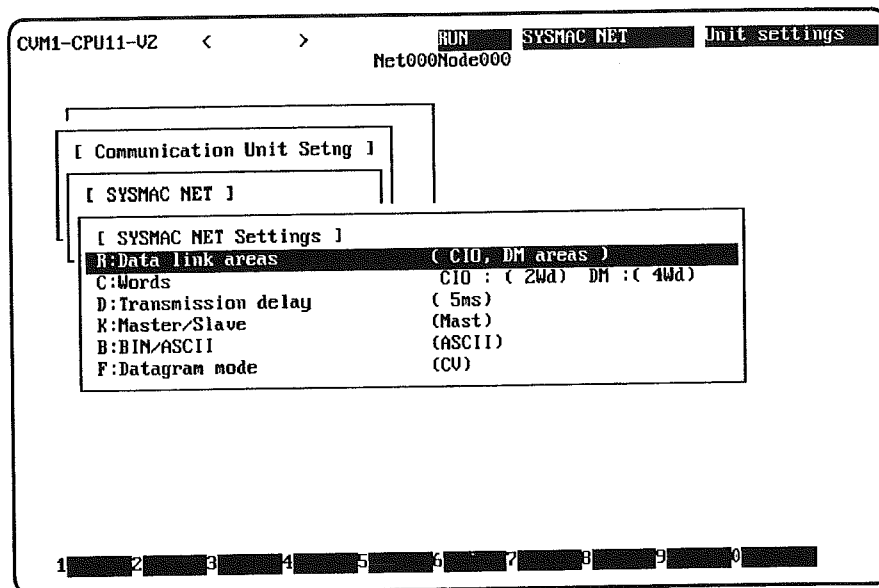 CVM1-CPU11-V2 < > RUN SYSMAC NET Unit settings
Net000Node000
[ Communication Unit Setng ]
[ SYSMAC NET ]
[ SYSMAC NET Settings ]
R:Data link areas ( CIO, DM areas )
C:Words CIO : ( 2Wd) DM :( 4Wd)
D:Transmission delay ( 5ms)
K:Master/Slave (Mast)
B:BIN/ASCII (ASCII)
F:Datagram mode (CV)
1 2 3 4 5 6 7 8 9 0